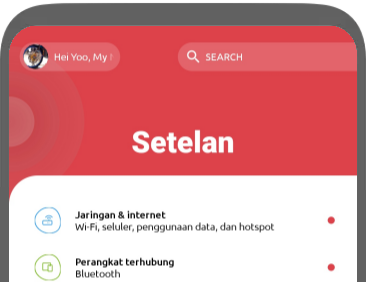 Hei Yoo, My
SEARCH
Setelan
Jaringan & internet
Wi-Fi, seluler, penggunaan data, dan hotspot
Perangkat terhubung
Bluetooth